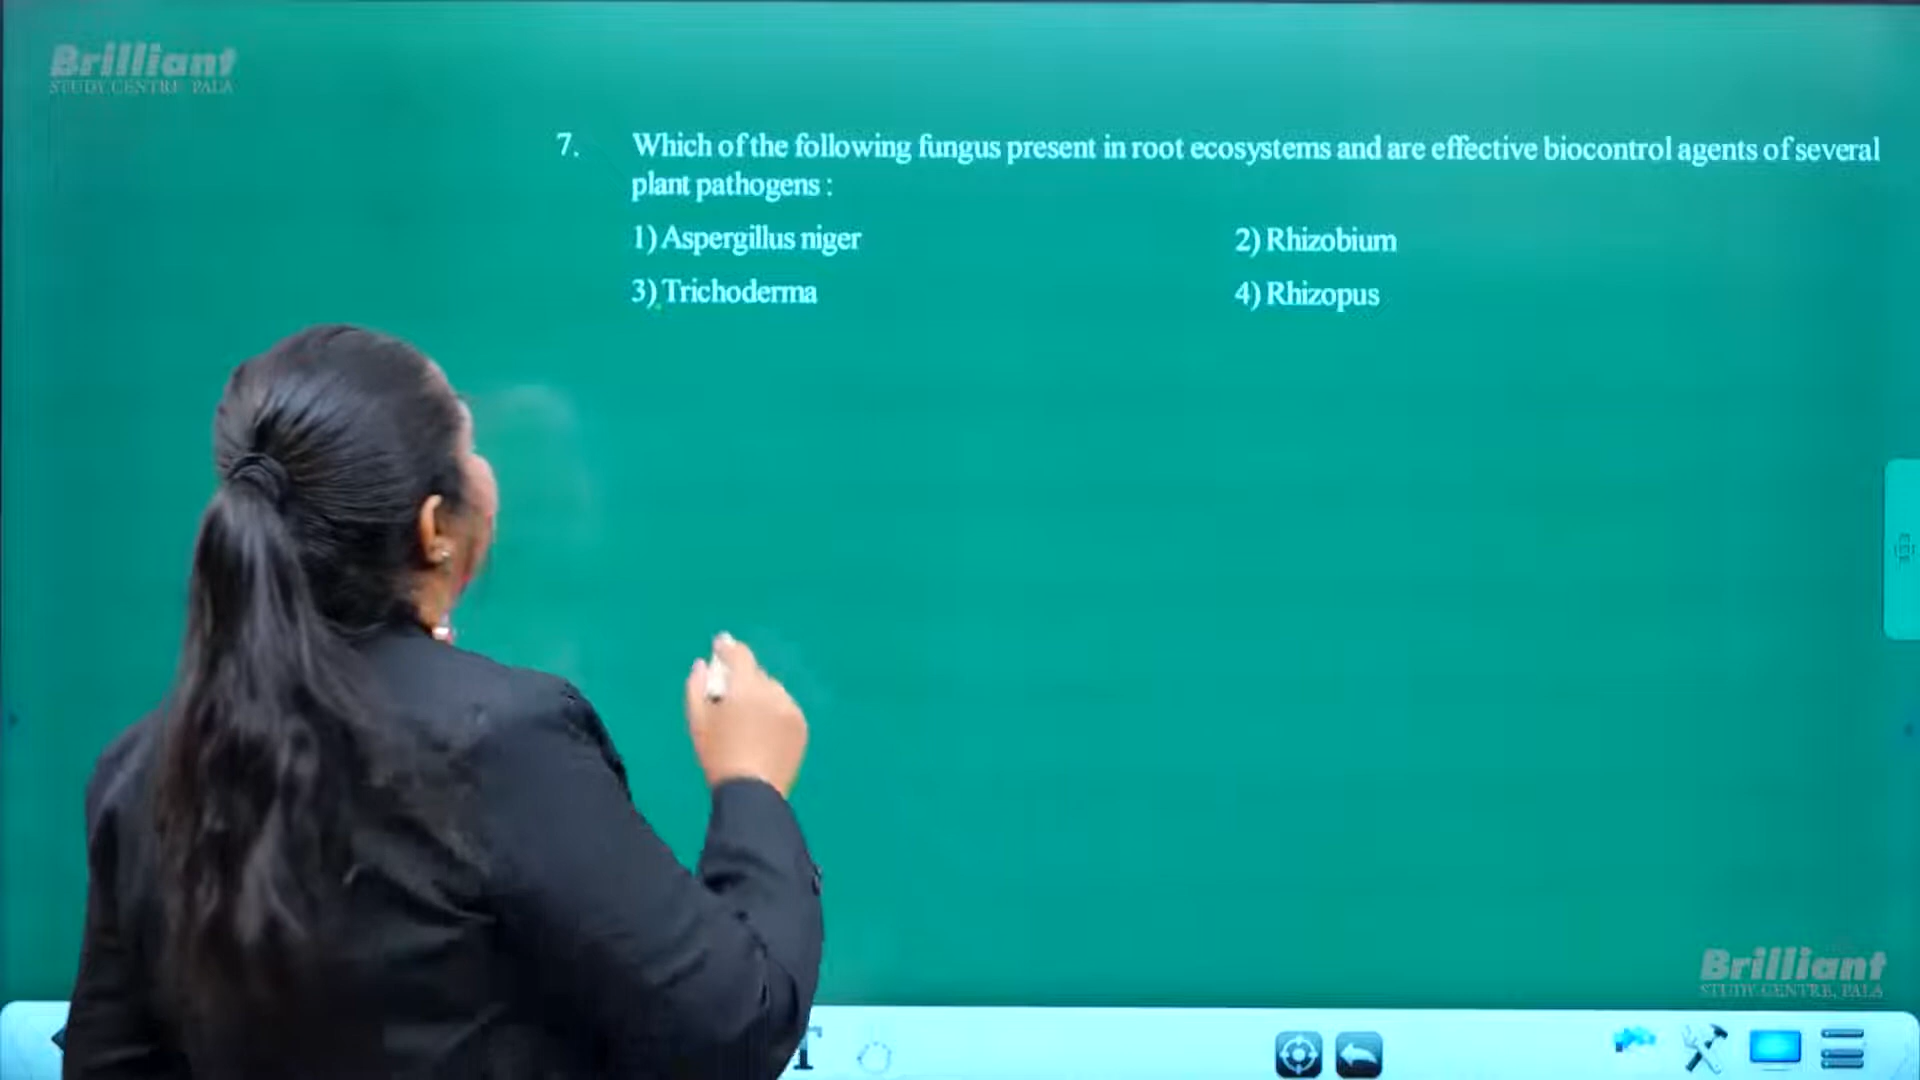 Brilliant
STUDY CENTRE, PALA
7. Which of the following fungus present in root ecosystems and are effective biocontrol agents of several
plant pathogens :
1) Aspergillus niger 2) Rhizobium
3) Trichoderma 4) Rhizopus
Brilliant
STUDY CENTRE, PALA
T